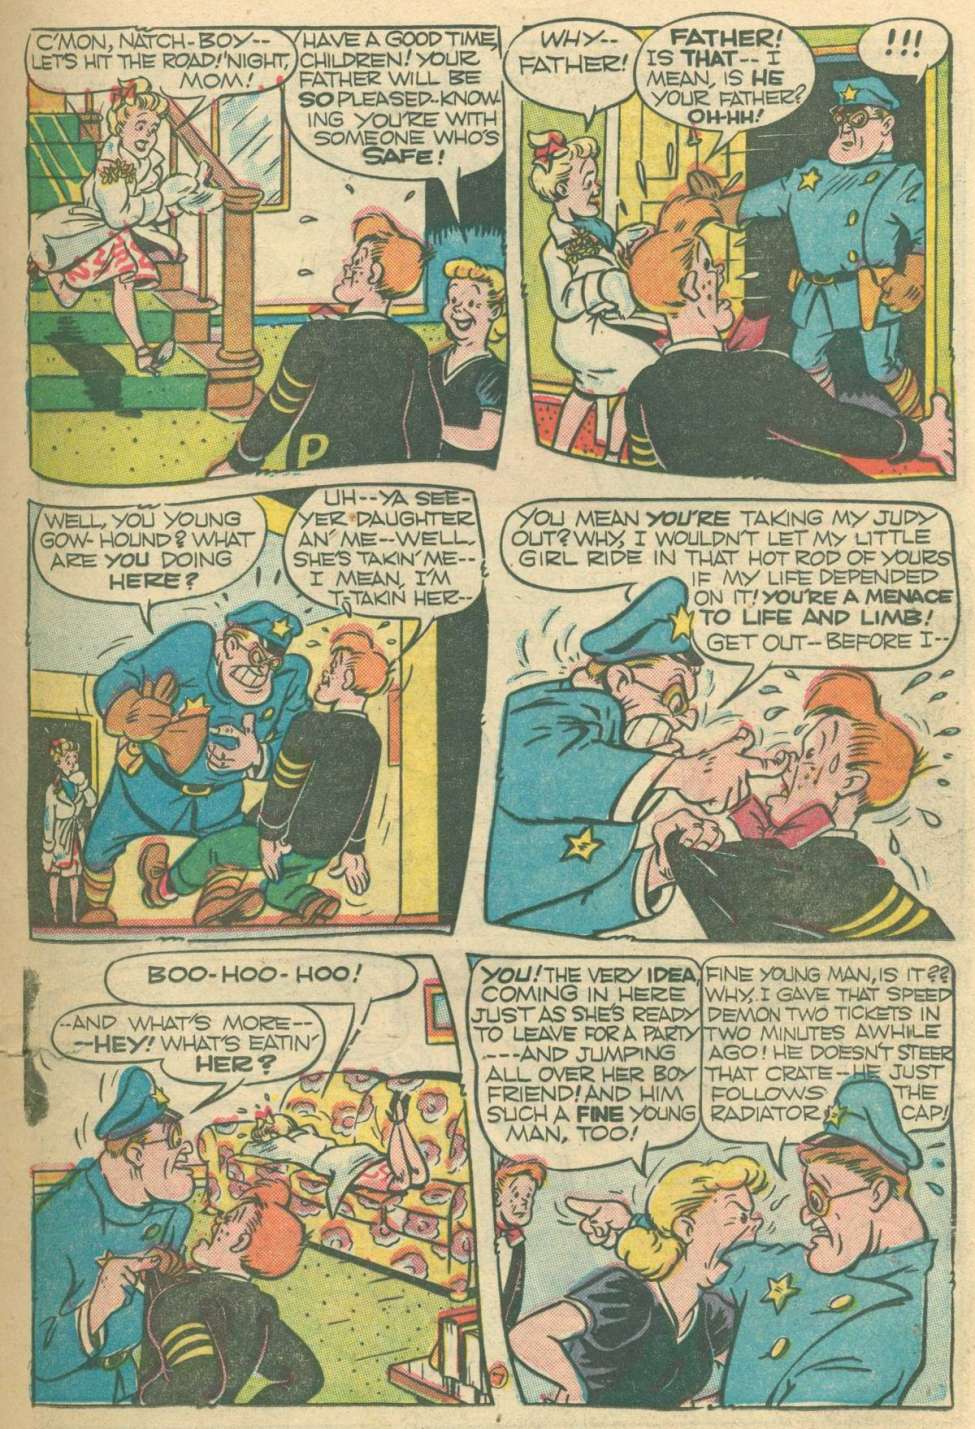 C'MON, NATCH-BOY--
LET'S HIT THE ROAD! 'NIGHT,
MOM!
HAVE A GOOD TIME,
CHILDREN! YOUR
FATHER WILL BE
SO PLEASED--KNOW-
ING YOU'RE WITH
SOMEONE WHO'S
SAFE!
P
WHY--
FATHER!
FATHER!
IS THAT--I
MEAN, IS HE
YOUR FATHER?
OH-HH!
!!!
WELL, YOU YOUNG
GOW-HOUND? WHAT
ARE YOU DOING
HERE?
UH--YA SEE--
YER DAUGHTER
AN' ME--WELL,
SHE'S TAKIN' ME--
I MEAN, I'M
T-TAKIN HER--
YOU MEAN YOU'RE TAKING MY JUDY
OUT? WHY, I WOULDN'T LET MY LITTLE
GIRL RIDE IN THAT HOT ROD OF YOURS
IF MY LIFE DEPENDED
ON IT! YOU'RE A MENACE
TO LIFE AND LIMB!
GET OUT--BEFORE I--
BOO-HOO-HOO!
--AND WHAT'S MORE--
--HEY! WHAT'S EATIN'
HER?
YOU! THE VERY IDEA,
COMING IN HERE
JUST AS SHE'S READY
TO LEAVE FOR A PARTY
---AND JUMPING
ALL OVER HER BOY
FRIEND! AND HIM
SUCH A FINE YOUNG
MAN, TOO!
FINE YOUNG MAN, IS IT??
WHY, I GAVE THAT SPEED
DEMON TWO TICKETS IN
TWO MINUTES AWHILE
AGO! HE DOESN'T STEER
THAT CRATE--HE JUST
FOLLOWS THE
RADIATOR CAP!
7